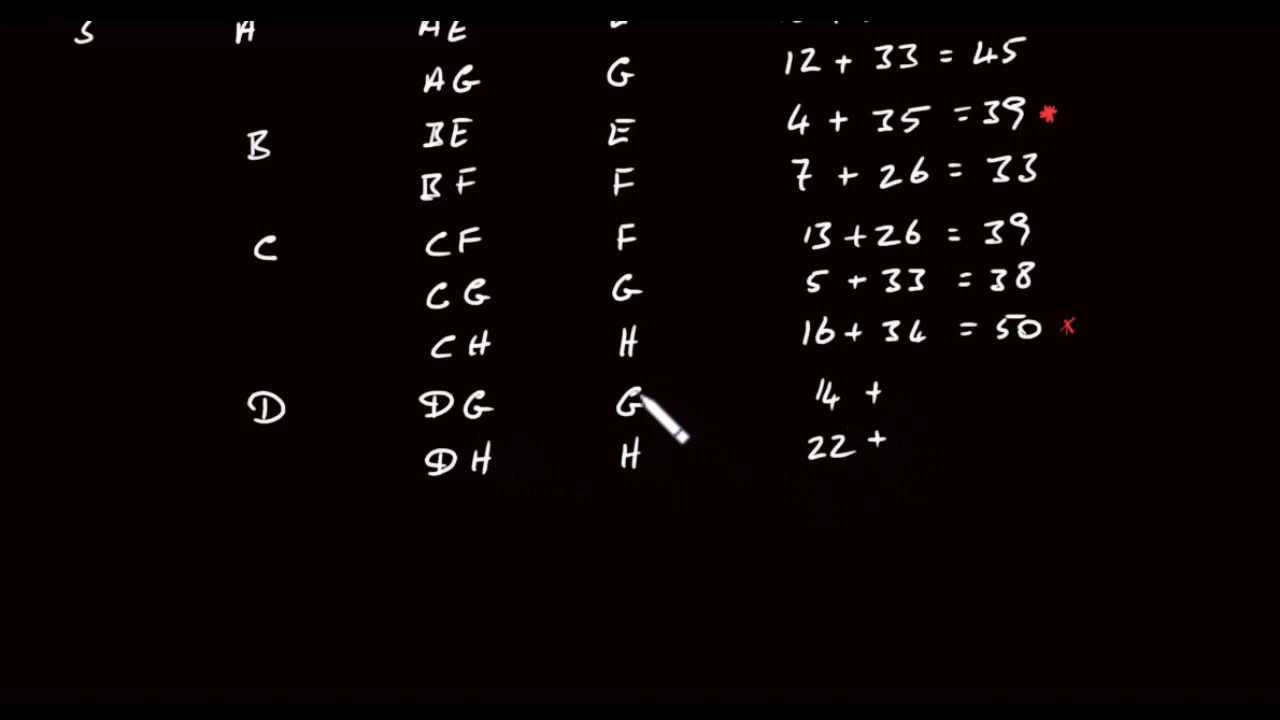 3 A AE
AG G 12 + 33 = 45
B BE E 4 + 35 = 39 *
BF F 7 + 26 = 33
C CF F 13 + 26 = 39
CG G 5 + 33 = 38
CH H 16 + 34 = 50 *
D DG G 14 +
DH H 22 +